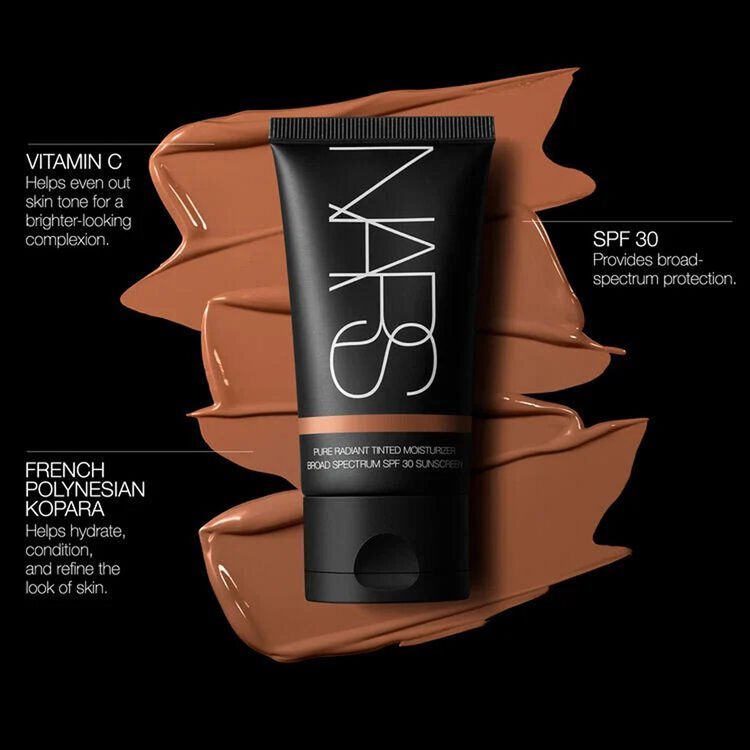 VITAMIN C
Helps even out
skin tone for a
brighter-looking
complexion.
NARS
SPF 30
Provides broad-
spectrum protection.
PURE RADIANT TINTED MOISTURIZER
BROAD SPECTRUM SPF 30 SUNSCREEN
FRENCH
POLYNESIAN
KOPARA
Helps hydrate,
condition,
and refine the
look of skin.